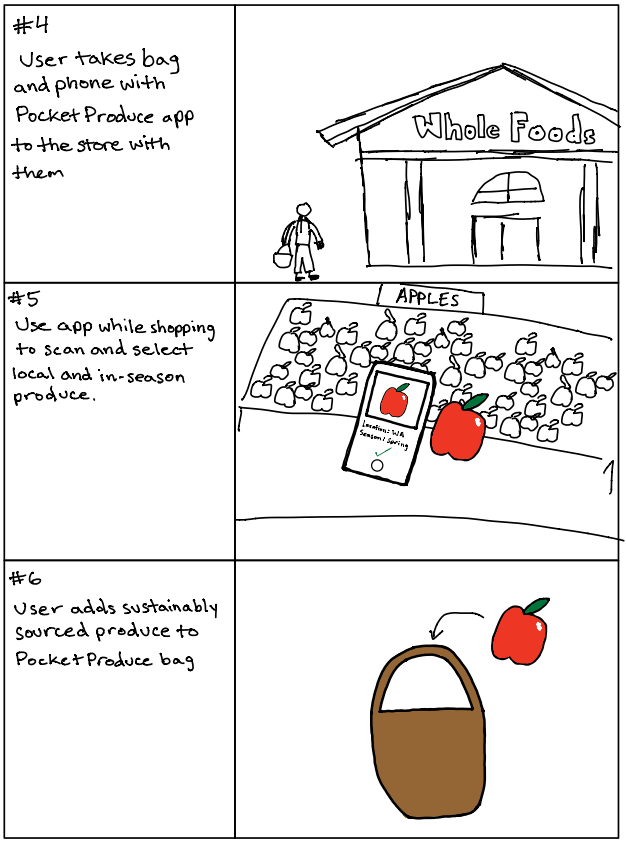 #4
User takes bag
and phone with
Pocket Produce app
to the store with
them
Whole Foods
#5
Use app while shopping
to scan and select
local and in-season
produce.
APPLES
Location: WA
Season: Spring
#6
User adds sustainably
sourced produce to
Pocket Produce bag